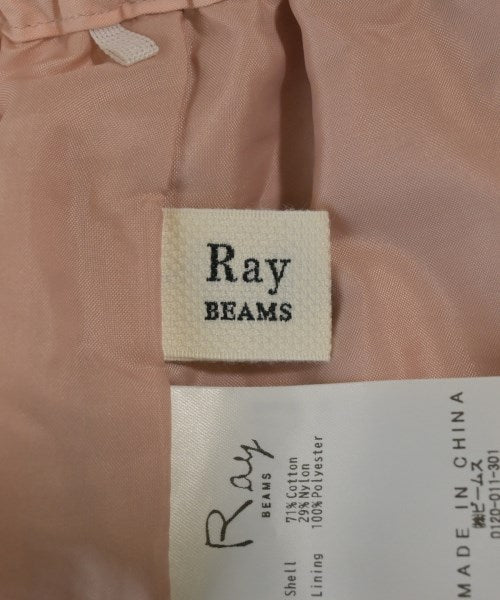 Ray
BEAMS
Ray
BEAMS
Shell 71% Cotton
29% Nylon
Lining 100% Polyester
MADE IN CHINA
㈱ビームス
0120-011-301